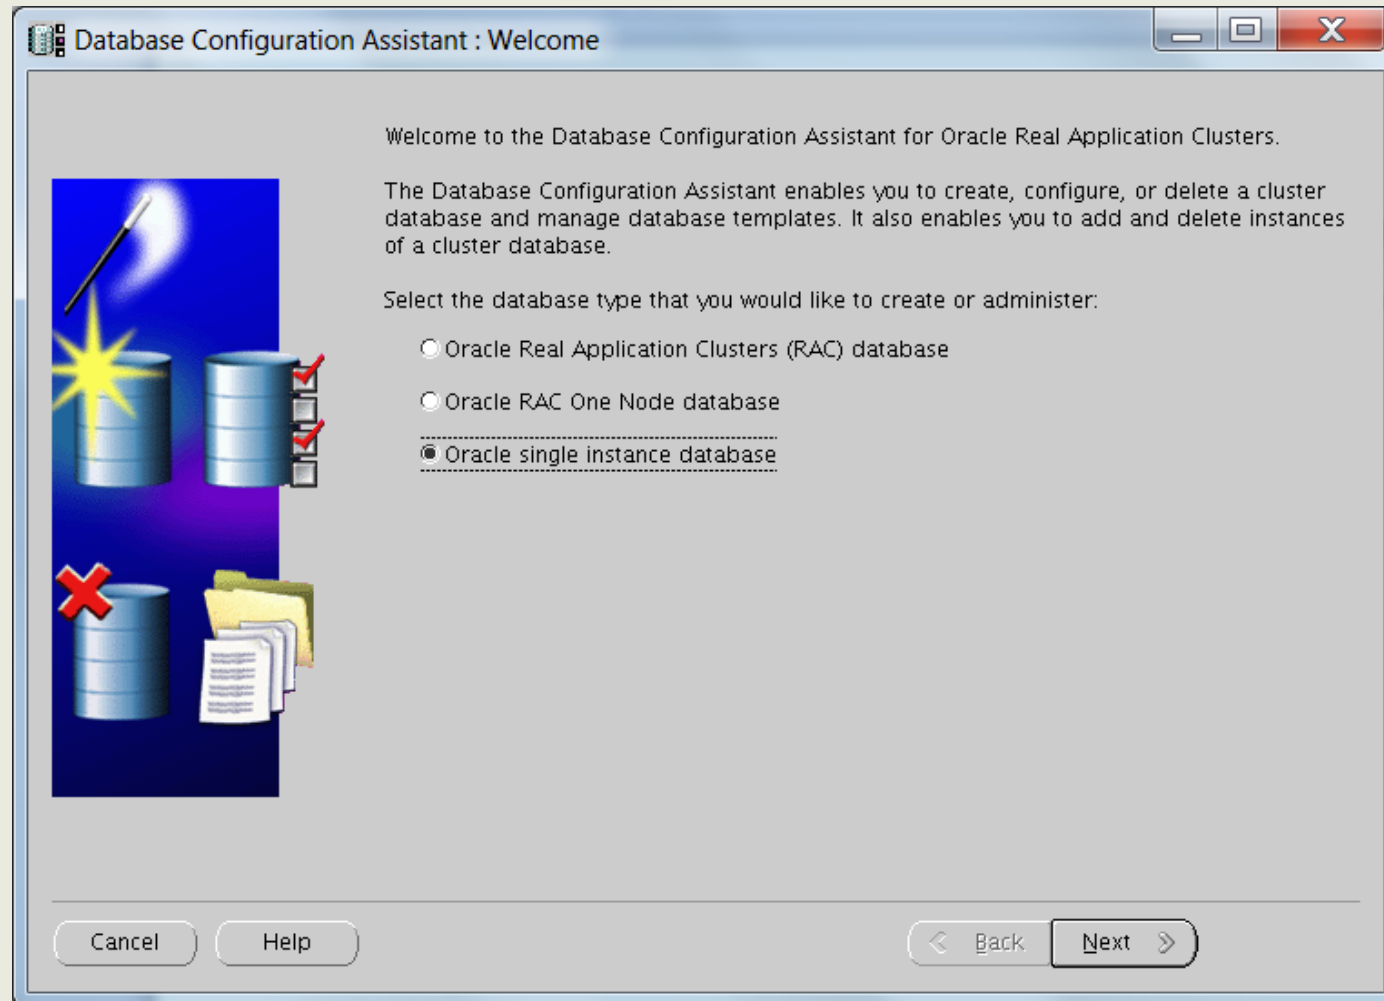 Database Configuration Assistant : Welcome
Welcome to the Database Configuration Assistant for Oracle Real Application Clusters.
The Database Configuration Assistant enables you to create, configure, or delete a cluster
database and manage database templates. It also enables you to add and delete instances
of a cluster database.
Select the database type that you would like to create or administer:
Oracle Real Application Clusters (RAC) database
Oracle RAC One Node database
Oracle single instance database
Cancel
Help
Back
Next